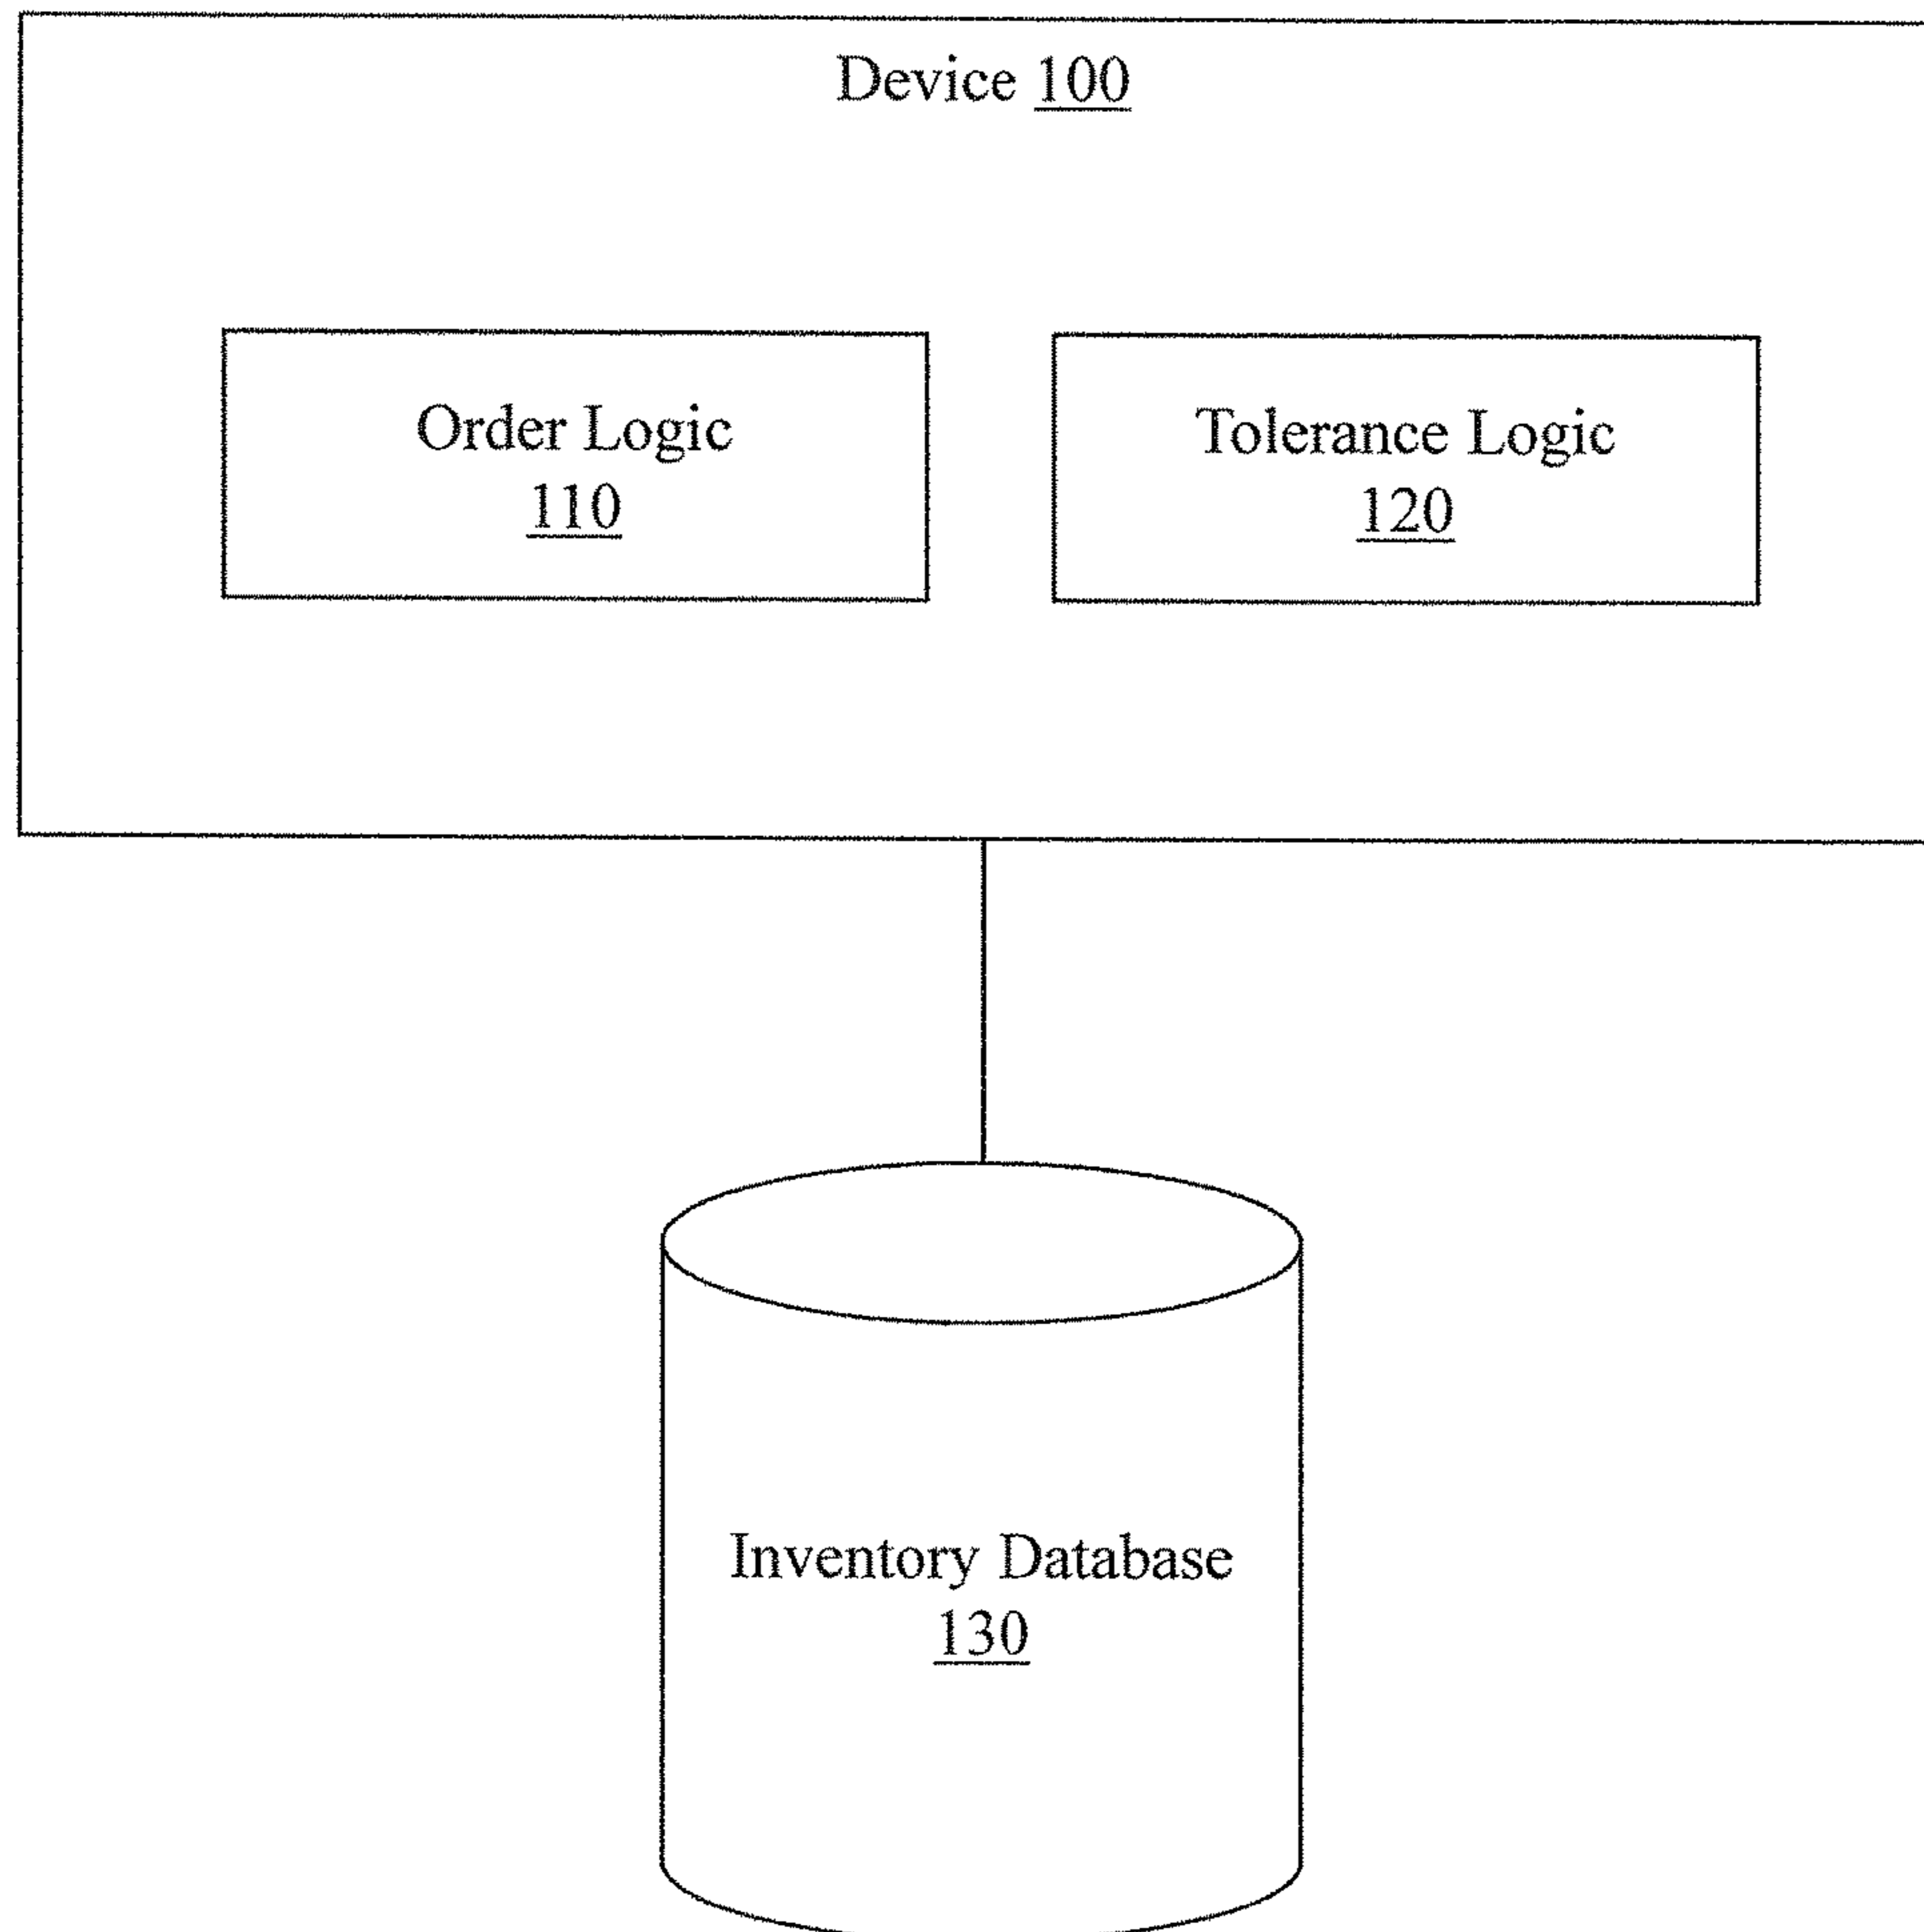 Device 100
Order Logic
110
Tolerance Logic
120
Inventory Database
130